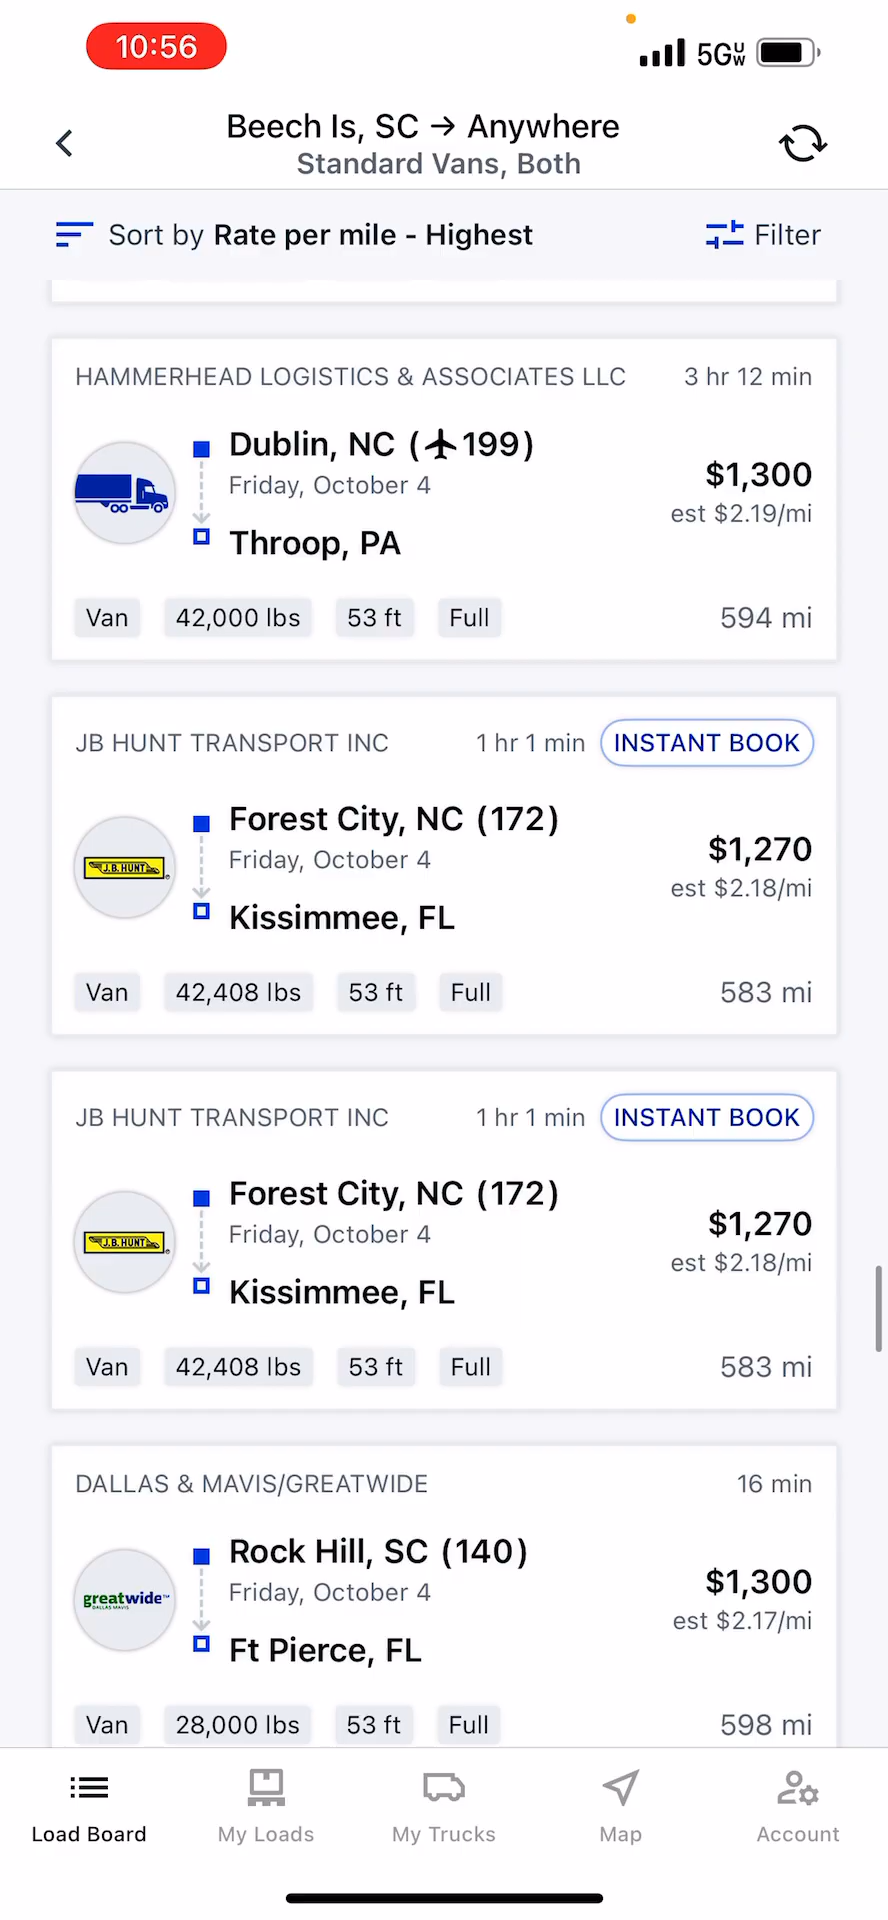 10:56
5G UW
Beech Is, SC → Anywhere
Standard Vans, Both
Sort by Rate per mile - Highest
Filter
HAMMERHEAD LOGISTICS & ASSOCIATES LLC
3 hr 12 min
Dublin, NC (✈199)
Friday, October 4
Throop, PA
$1,300
est $2.19/mi
Van
42,000 lbs
53 ft
Full
594 mi
JB HUNT TRANSPORT INC
1 hr 1 min
INSTANT BOOK
J.B. HUNT
Forest City, NC (172)
Friday, October 4
Kissimmee, FL
$1,270
est $2.18/mi
Van
42,408 lbs
53 ft
Full
583 mi
JB HUNT TRANSPORT INC
1 hr 1 min
INSTANT BOOK
J.B. HUNT
Forest City, NC (172)
Friday, October 4
Kissimmee, FL
$1,270
est $2.18/mi
Van
42,408 lbs
53 ft
Full
583 mi
DALLAS & MAVIS/GREATWIDE
16 min
greatwide™
DALLAS MAVIS
Rock Hill, SC (140)
Friday, October 4
Ft Pierce, FL
$1,300
est $2.17/mi
Van
28,000 lbs
53 ft
Full
598 mi
Load Board
My Loads
My Trucks
Map
Account